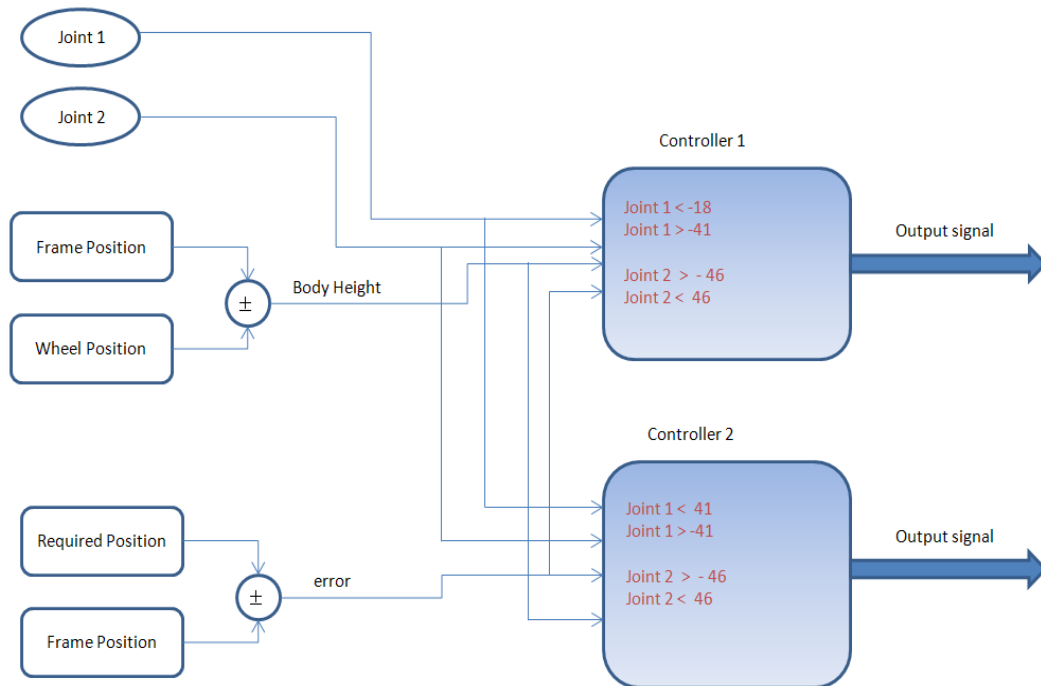 Joint 1
Joint 2
Controller 1
Joint 1 < -18
Joint 1 > -41
Joint 2 > - 46
Joint 2 < 46
Output signal
Frame Position
±
Body Height
Wheel Position
Controller 2
Joint 1 < 41
Joint 1 > -41
Joint 2 > - 46
Joint 2 < 46
Output signal
Required Position
±
error
Frame Position